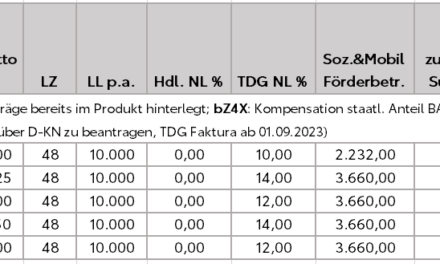 tto LZ LL p.a. Hdl. NL % TDG NL % Soz.&Mobil Förderbetr. zu Su
räge bereits im Produkt hinterlegt; bZ4X: Kompensation staatl. Anteil BA
über D-KN zu beantragen, TDG Faktura ab 01.09.2023)
00 48 10.000 0,00 10,00 2.232,00
25 48 10.000 0,00 14,00 3.660,00
00 48 10.000 0,00 12,00 3.660,00
50 48 10.000 0,00 14,00 3.660,00
00 48 10.000 0,00 12,00 3.660,00